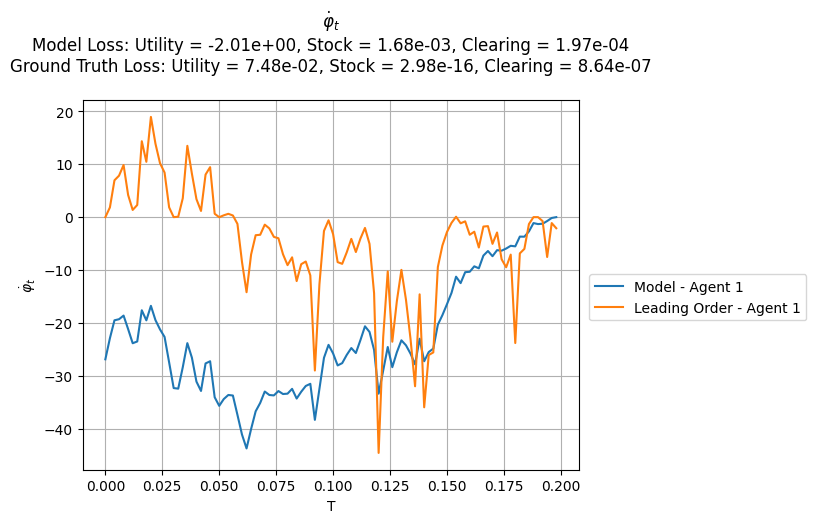 φ̇ₜ
Model Loss: Utility = -2.01e+00, Stock = 1.68e-03, Clearing = 1.97e-04
Ground Truth Loss: Utility = 7.48e-02, Stock = 2.98e-16, Clearing = 8.64e-07
20
10
0
−10
−20
−30
−40
φ̇ₜ
0.000 0.025 0.050 0.075 0.100 0.125 0.150 0.175 0.200
T
Model - Agent 1
Leading Order - Agent 1